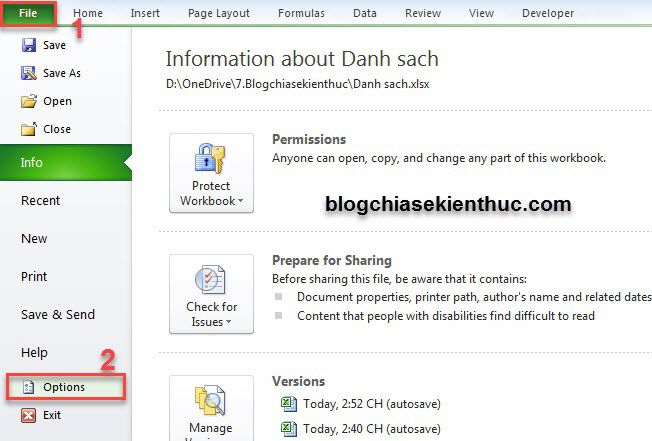 File Home Insert Page Layout Formulas Data Review View Developer
1
Save
Save As
Open
Close
Info
Recent
New
Print
Save & Send
Help
2
Options
Exit
Information about Danh sach
D:\OneDrive\7.Blogchiasekienthuc\Danh sach.xlsx
Protect
Workbook
Permissions
Anyone can open, copy, and change any part of this workbook.
blogchiasekienthuc.com
Check for
Issues
Prepare for Sharing
Before sharing this file, be aware that it contains:
Document properties, printer path, author's name and related dates
Content that people with disabilities find difficult to read
Manage
Versions
Today, 2:52 CH (autosave)
Today, 2:40 CH (autosave)